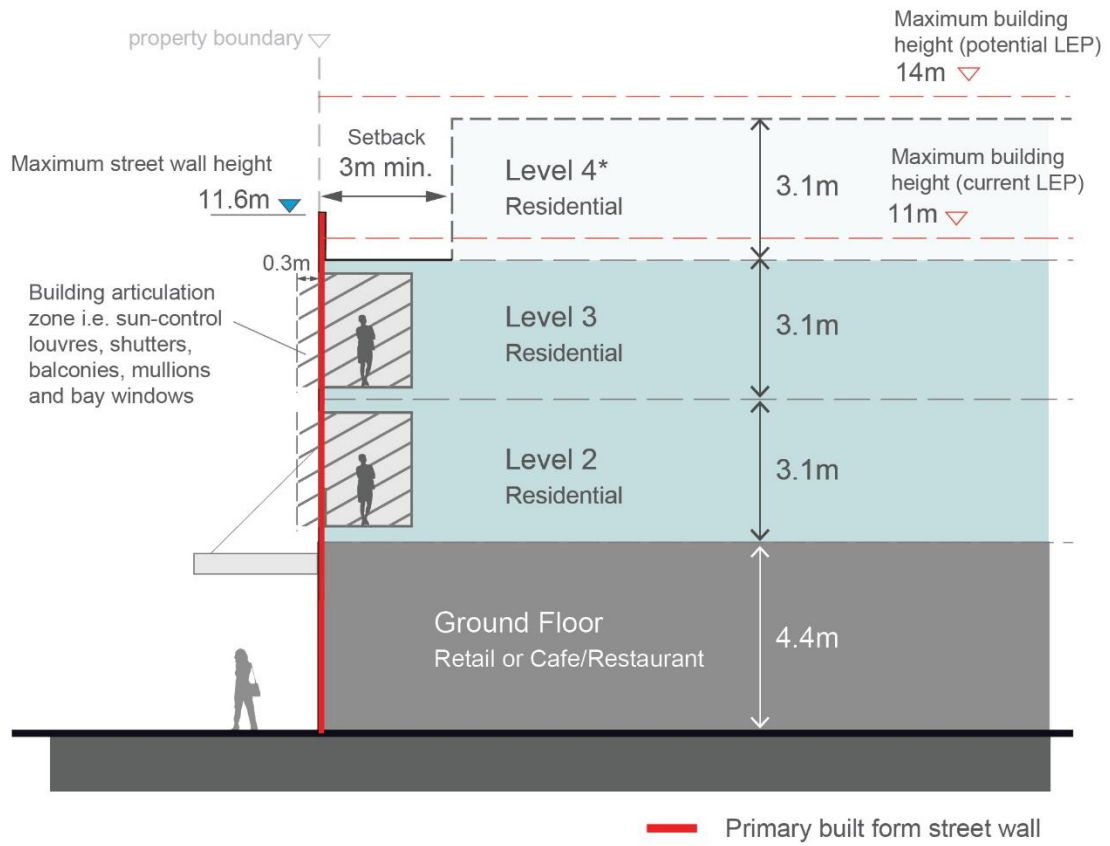 property boundary
Maximum building
height (potential LEP)
14m
Setback
3m min.
Maximum street wall height
11.6m
Level 4*
Residential
3.1m
Maximum building
height (current LEP)
11m
0.3m
Building articulation
zone i.e. sun-control
louvres, shutters,
balconies, mullions
and bay windows
Level 3
Residential
3.1m
Level 2
Residential
3.1m
Ground Floor
Retail or Cafe/Restaurant
4.4m
Primary built form street wall